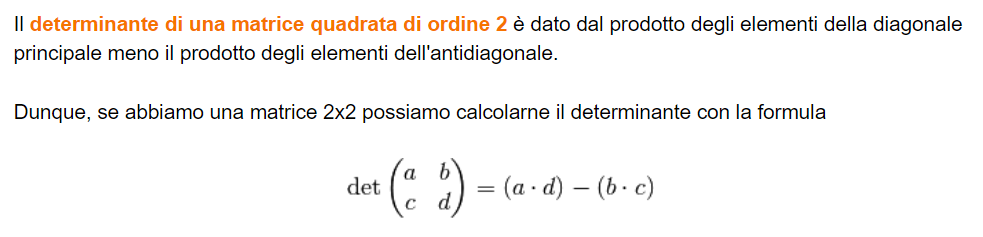 Il determinante di una matrice quadrata di ordine 2 è dato dal prodotto degli elementi della diagonale
principale meno il prodotto degli elementi dell'antidiagonale.
Dunque, se abbiamo una matrice 2x2 possiamo calcolarne il determinante con la formula
det (a b
c d) = (a · d) − (b · c)